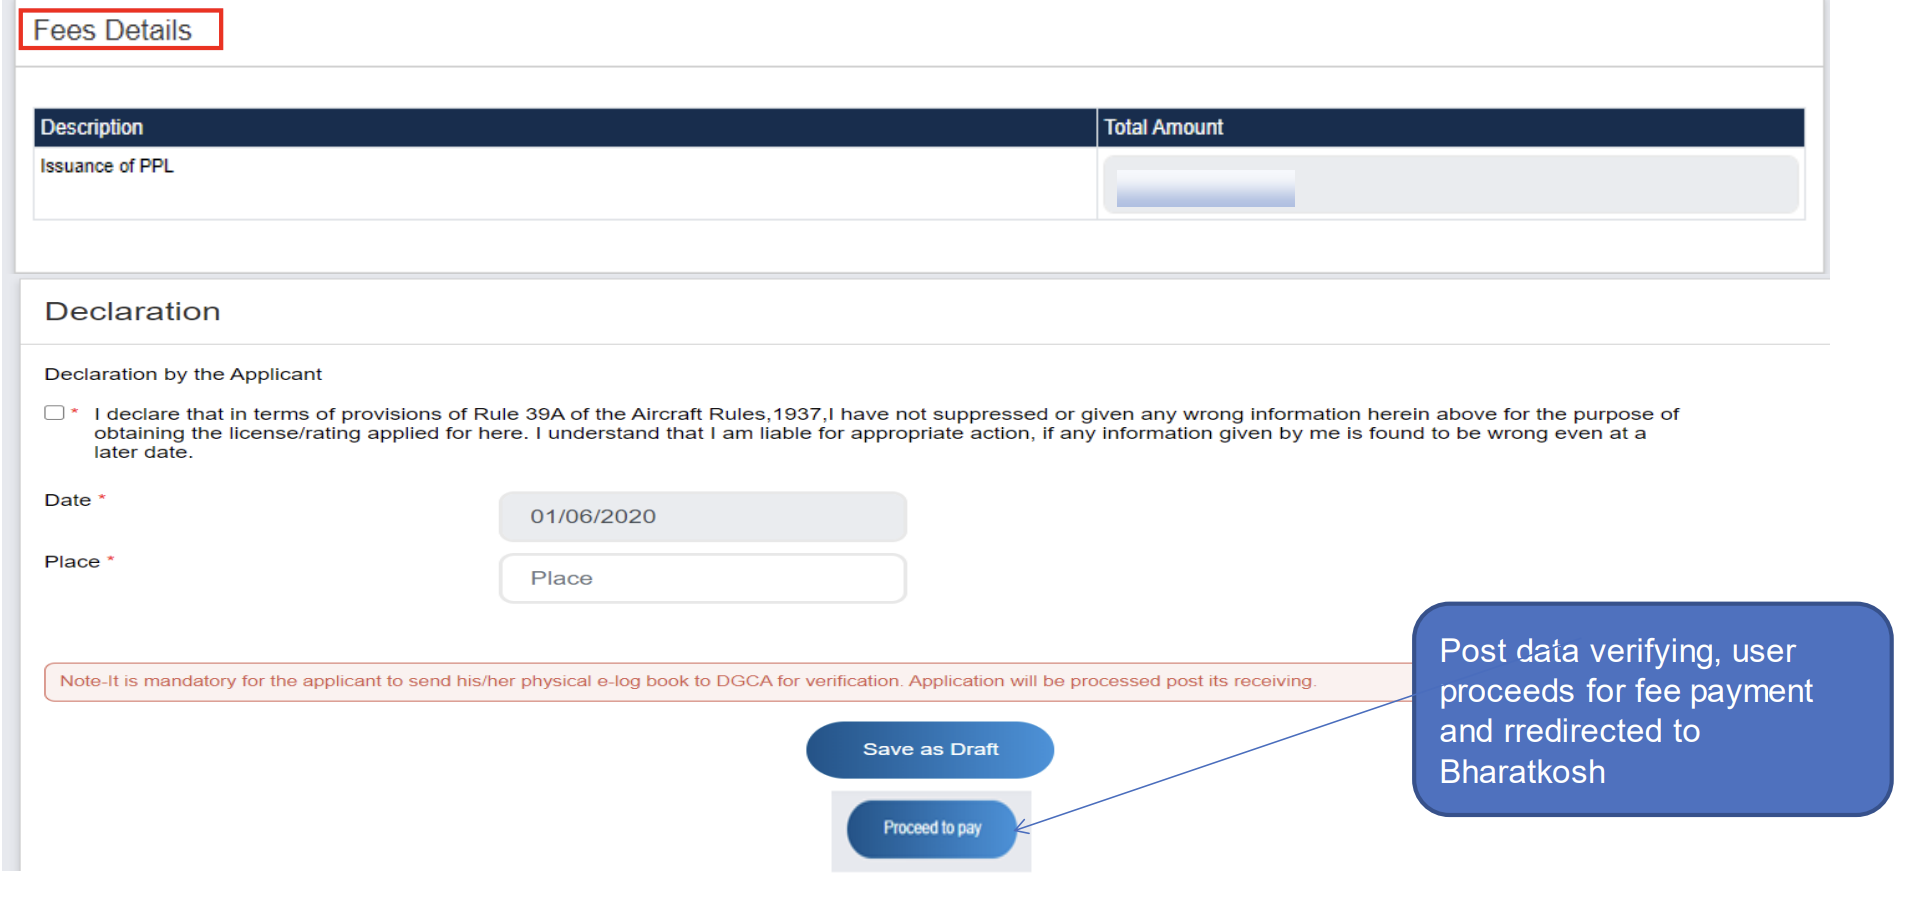 Fees Details
Description Total Amount
Issuance of PPL
Declaration
Declaration by the Applicant
* I declare that in terms of provisions of Rule 39A of the Aircraft Rules,1937,I have not suppressed or given any wrong information herein above for the purpose of
obtaining the license/rating applied for here. I understand that I am liable for appropriate action, if any information given by me is found to be wrong even at a
later date.
Date *
01/06/2020
Place *
Place
Note-It is mandatory for the applicant to send his/her physical e-log book to DGCA for verification. Application will be processed post its receiving.
Save as Draft
Proceed to pay
Post data verifying, user
proceeds for fee payment
and rredirected to
Bharatkosh